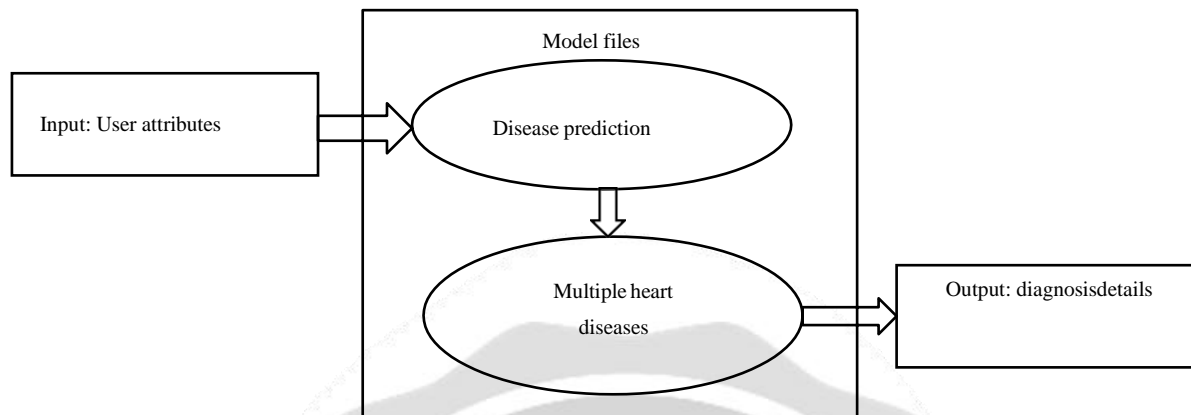 Model files
Input: User attributes
Disease prediction
Multiple heart
diseases
Output: diagnosisdetails